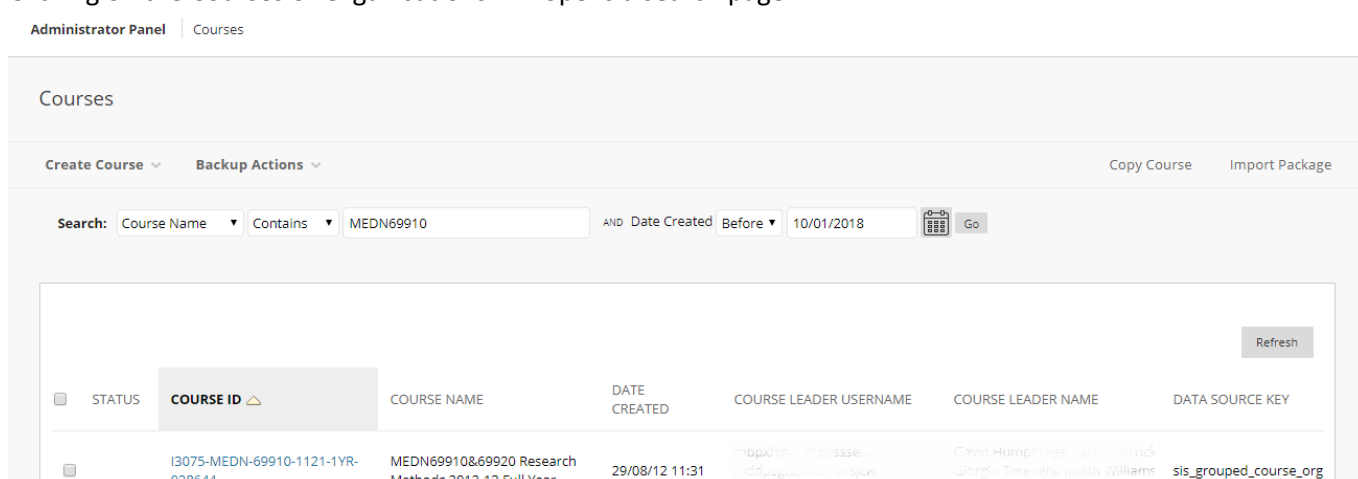 Administrator Panel Courses
Courses
Create Course Backup Actions Copy Course Import Package
Search: Course Name Contains MEDN69910 AND Date Created Before 10/01/2018 Go
Refresh
STATUS COURSE ID COURSE NAME DATE CREATED COURSE LEADER USERNAME COURSE LEADER NAME DATA SOURCE KEY
I3075-MEDN-69910-1121-1YR- MEDN69910&69920 Research
29/08/12 11:31 sis_grouped_course_org